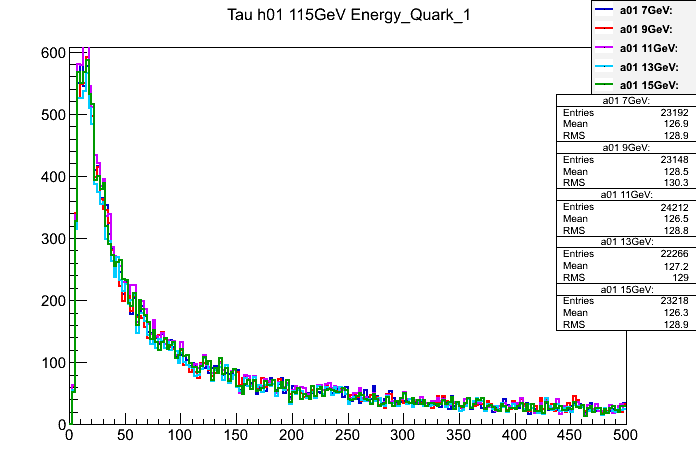 Tau h01 115GeV Energy_Quark_1
a01 7GeV:
a01 9GeV:
a01 11GeV:
a01 13GeV:
a01 15GeV:
a01 7GeV:
Entries 23192
Mean 126.9
RMS 128.9
a01 9GeV:
Entries 23148
Mean 128.5
RMS 130.3
a01 11GeV:
Entries 24212
Mean 126.5
RMS 128.8
a01 13GeV:
Entries 22266
Mean 127.2
RMS 129
a01 15GeV:
Entries 23218
Mean 126.3
RMS 128.9
600
500
400
300
200
100
0
0 50 100 150 200 250 300 350 400 450 500